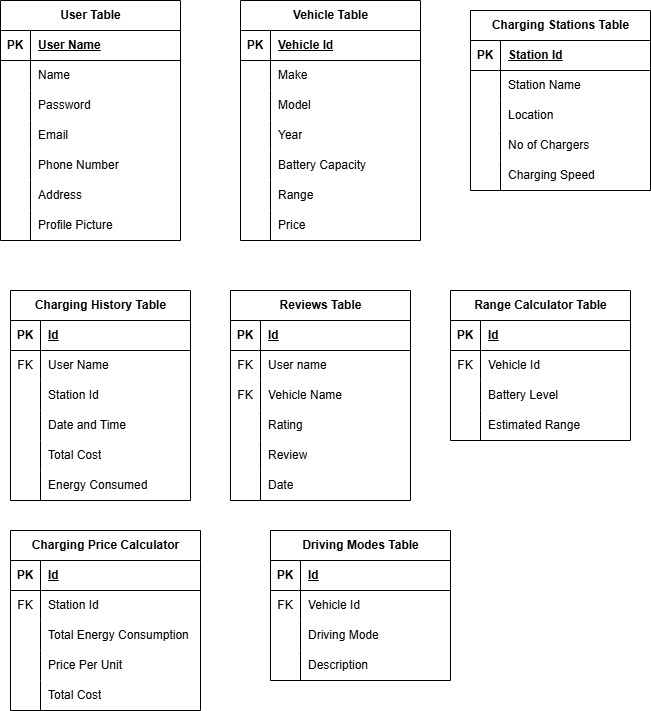 User Table
PK User Name
Name
Password
Email
Phone Number
Address
Profile Picture
Vehicle Table
PK Vehicle Id
Make
Model
Year
Battery Capacity
Range
Price
Charging Stations Table
PK Station Id
Station Name
Location
No of Chargers
Charging Speed
Charging History Table
PK Id
FK User Name
Station Id
Date and Time
Total Cost
Energy Consumed
Reviews Table
PK Id
FK User name
FK Vehicle Name
Rating
Review
Date
Range Calculator Table
PK Id
FK Vehicle Id
Battery Level
Estimated Range
Charging Price Calculator
PK Id
FK Station Id
Total Energy Consumption
Price Per Unit
Total Cost
Driving Modes Table
PK Id
FK Vehicle Id
Driving Mode
Description